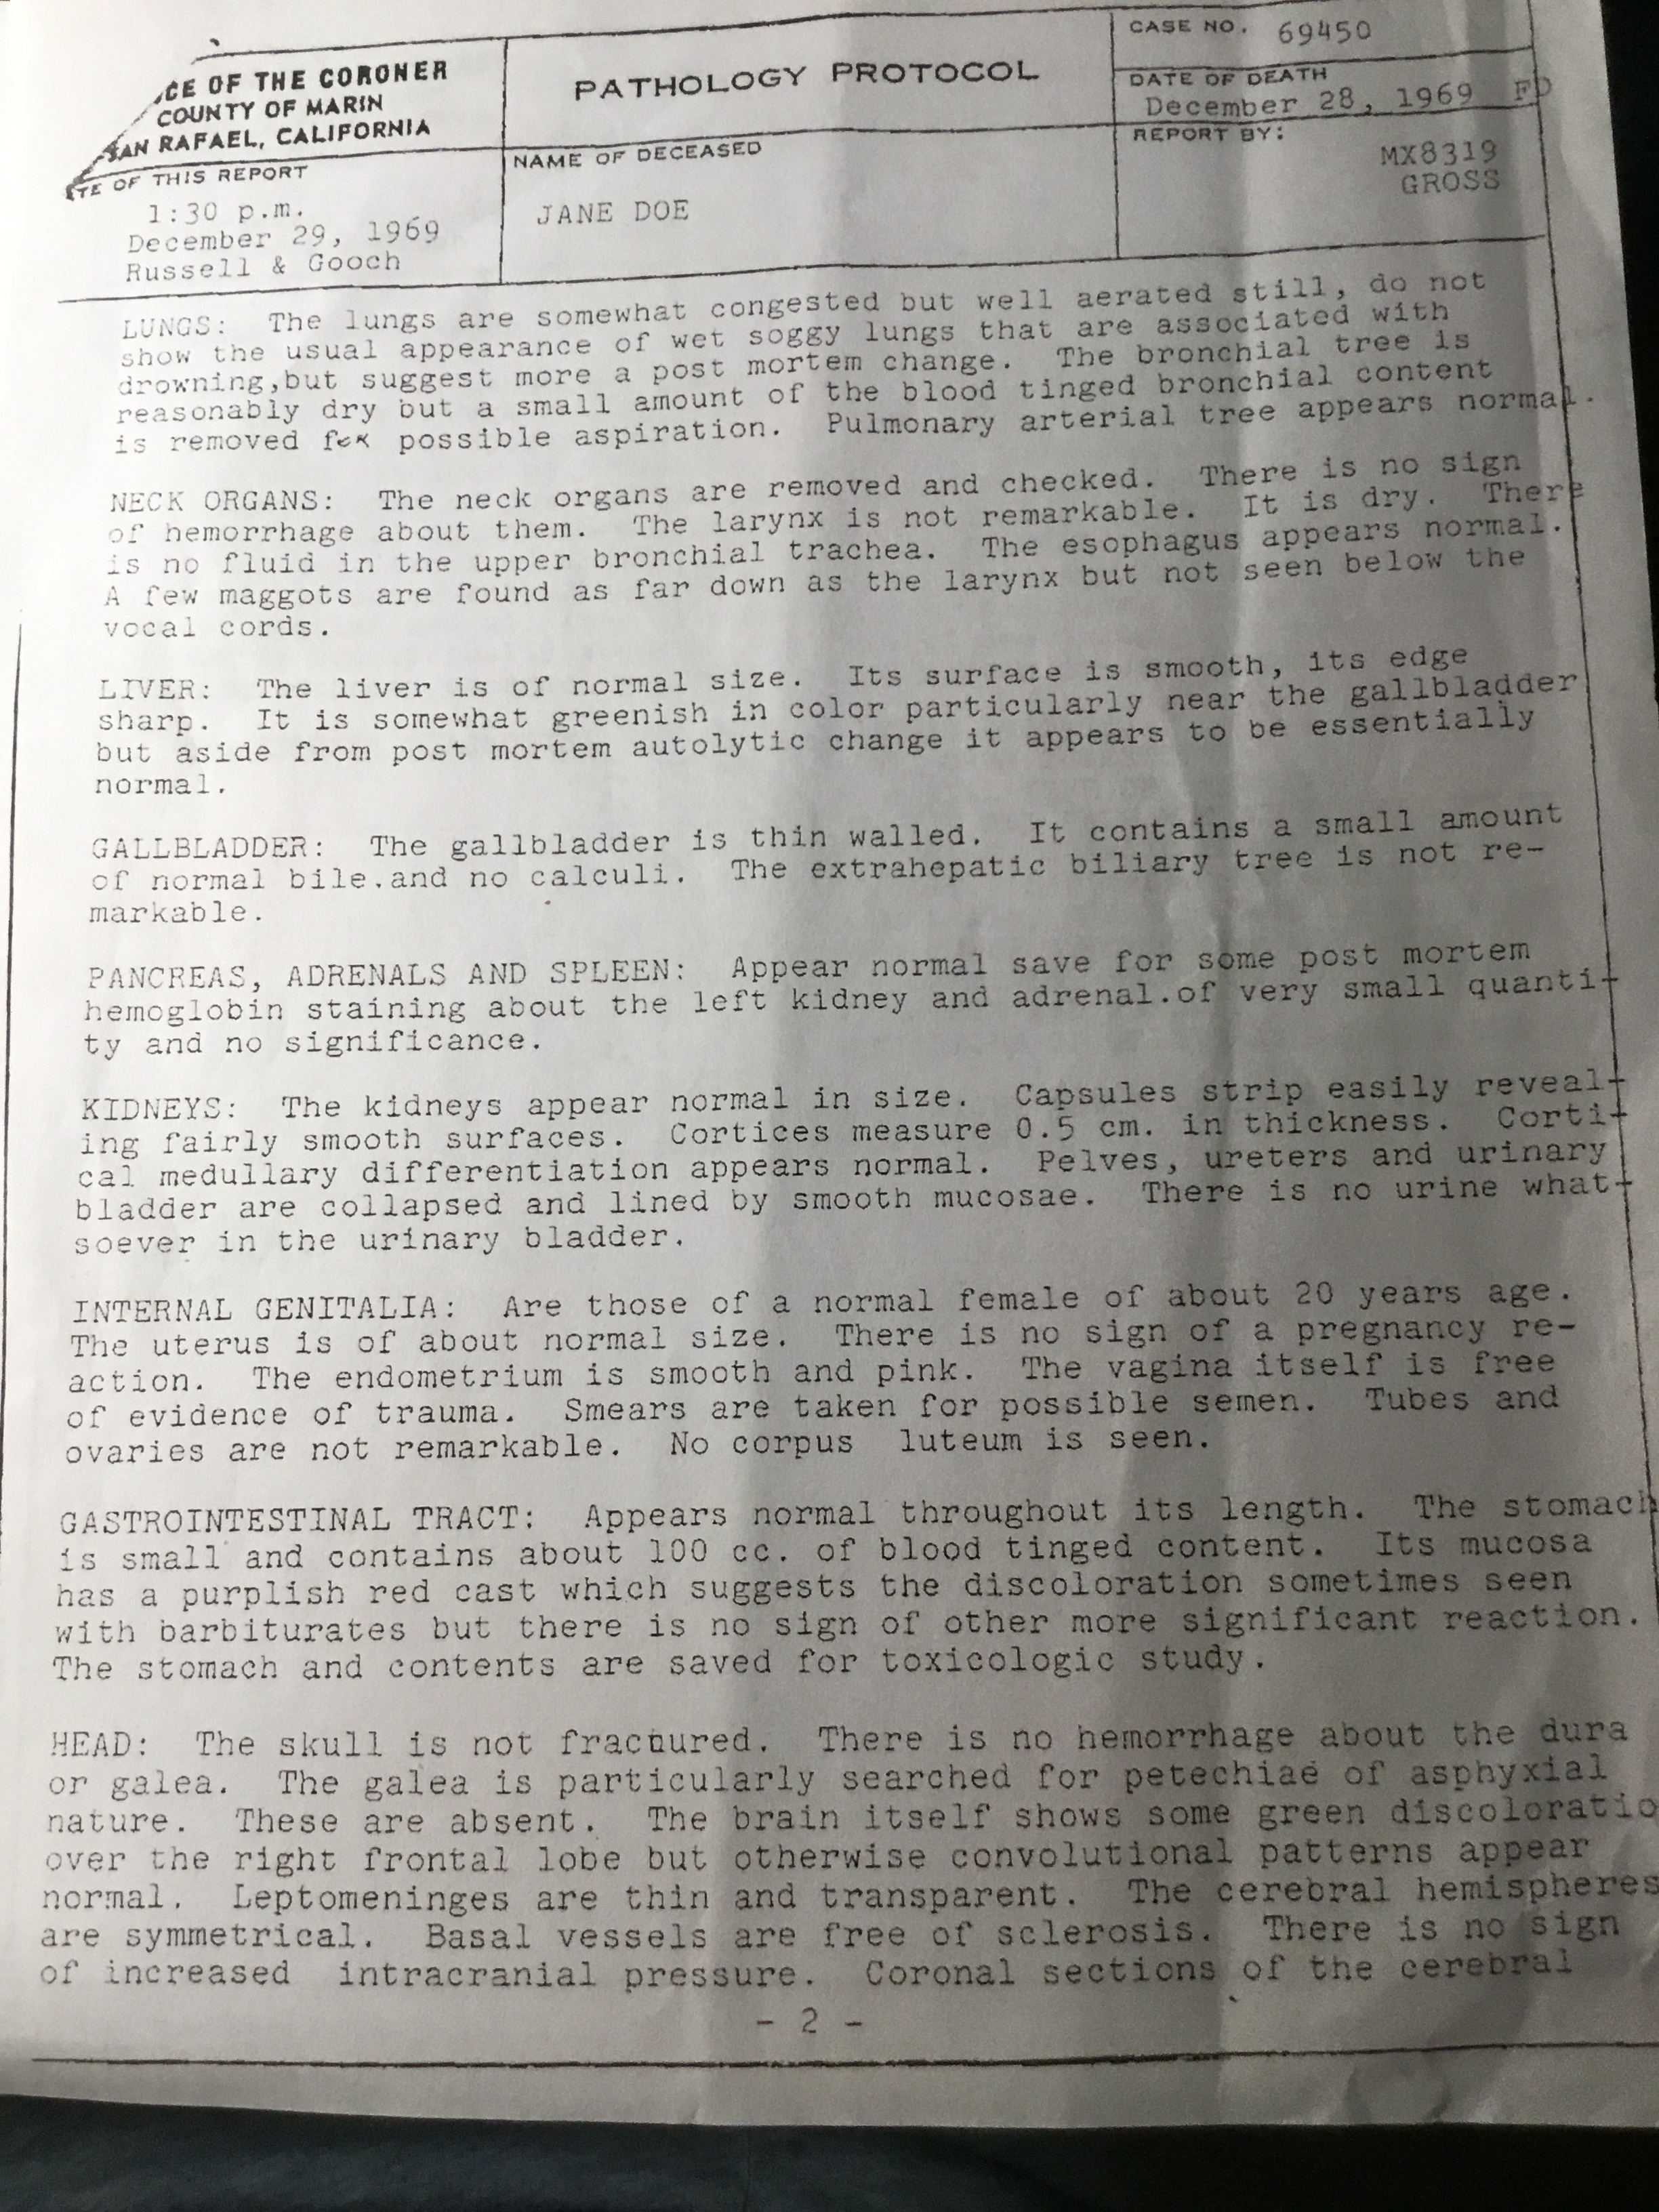 CE OF THE CORONER
COUNTY OF MARIN
SAN RAFAEL, CALIFORNIA
TE OF THIS REPORT
1:30 p.m.
December 29, 1969
Russell & Gooch
PATHOLOGY PROTOCOL
NAME OF DECEASED
JANE DOE
CASE NO. 69450
DATE OF DEATH
December 28, 1969 FD
REPORT BY:
MX8319
GROSS
LUNGS: The lungs are somewhat congested but well aerated still, do not
show the usual appearance of wet soggy lungs that are associated with
drowning,but suggest more a post mortem change. The bronchial tree is
reasonably dry but a small amount of the blood tinged bronchial content
is removed possible aspiration. Pulmonary arterial tree appears normal.
NECK ORGANS: The neck organs are removed and checked. There is no sign
of hemorrhage about them. The larynx is not remarkable. It is dry. There
is no fluid in the upper bronchial trachea. The esophagus appears normal.
A few maggots are found as far down as the larynx but not seen below the
vocal cords.
LIVER: The liver is of normal size. Its surface is smooth, its edge
sharp. It is somewhat greenish in color particularly near the gallbladder
but aside from post mortem autolytic change it appears to be essentially
normal.
GALLBLADDER: The gallbladder is thin walled. It contains a small amount
of normal bile.and no calculi. The extrahepatic biliary tree is not re-
markable.
PANCREAS, ADRENALS AND SPLEEN: Appear normal save for some post mortem
hemoglobin staining about the left kidney and adrenal.of very small quanti-
ty and no significance.
KIDNEYS: The kidneys appear normal in size. Capsules strip easily reveal-
ing fairly smooth surfaces. Cortices measure 0.5 cm. in thickness. Corti-
cal medullary differentiation appears normal. Pelves, ureters and urinary
bladder are collapsed and lined by smooth mucosae. There is no urine what-
soever in the urinary bladder.
INTERNAL GENITALIA: Are those of a normal female of about 20 years age.
The uterus is of about normal size. There is no sign of a pregnancy re-
action. The endometrium is smooth and pink. The vagina itself is free
of evidence of trauma. Smears are taken for possible semen. Tubes and
ovaries are not remarkable. No corpus luteum is seen.
GASTROINTESTINAL TRACT: Appears normal throughout its length. The stomach
is small and contains about 100 cc. of blood tinged content. Its mucosa
has a purplish red cast which suggests the discoloration sometimes seen
with barbiturates but there is no sign of other more significant reaction.
The stomach and contents are saved for toxicologic study.
HEAD: The skull is not fractured. There is no hemorrhage about the dura
or galea. The galea is particularly searched for petechiae of asphyxial
nature. These are absent. The brain itself shows some green discoloratio
over the right frontal lobe but otherwise convolutional patterns appear
normal. Leptomeninges are thin and transparent. The cerebral hemispheres
are symmetrical. Basal vessels are free of sclerosis. There is no sign
of increased intracranial pressure. Coronal sections of the cerebral
- 2 -